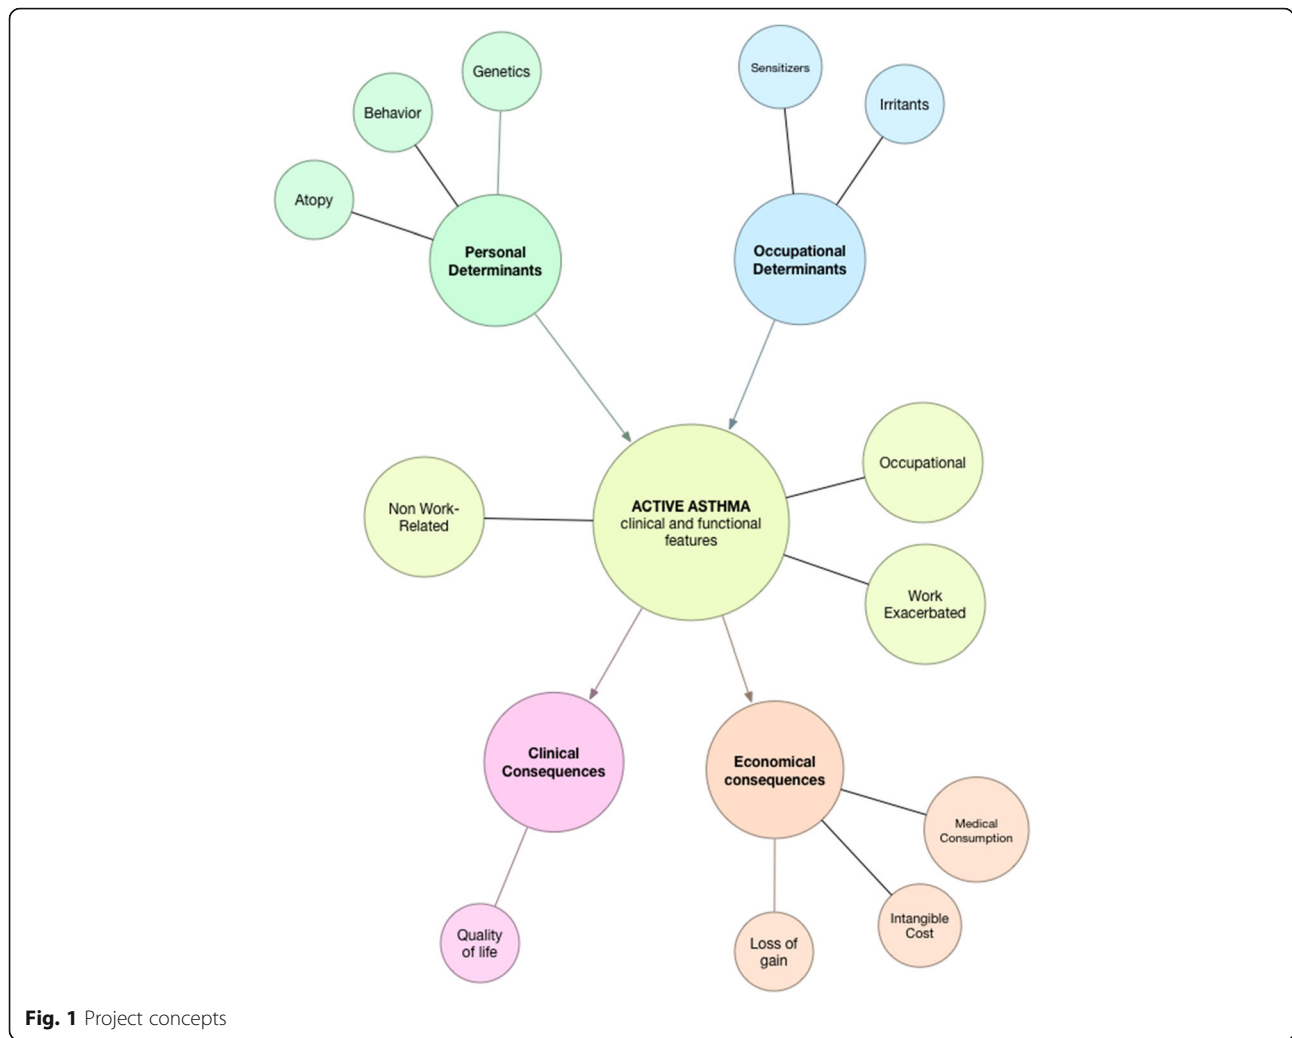 Genetics
Sensitizers
Behavior
Irritants
Atopy
Personal
Determinants
Occupational
Determinants
Occupational
ACTIVE ASTHMA
clinical and functional
features
Non Work-
Related
Work
Exacerbated
Clinical
Consequences
Economical
consequences
Medical
Consumption
Intangible
Cost
Quality
of life
Loss of
gain
Fig. 1 Project concepts